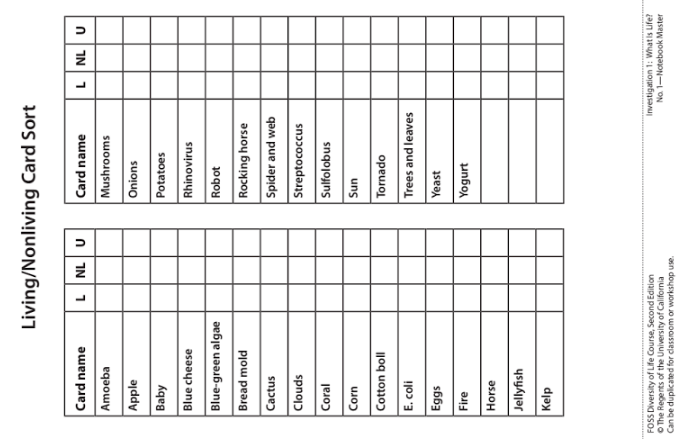 Living/Nonliving Card Sort
Card name L NL U
Amoeba
Apple
Baby
Blue cheese
Blue-green algae
Bread mold
Cactus
Clouds
Coral
Corn
Cotton boll
E. coli
Eggs
Fire
Horse
Jellyfish
Kelp
Card name L NL U
Mushrooms
Onions
Potatoes
Rhinovirus
Robot
Rocking horse
Spider and web
Streptococcus
Sulfolobus
Sun
Tornado
Trees and leaves
Yeast
Yogurt
FOSS Diversity of Life Course, Second Edition
© The Regents of the University of California
Can be duplicated for classroom or workshop use.
Investigation 1: What Is Life?
No. 1—Notebook Master